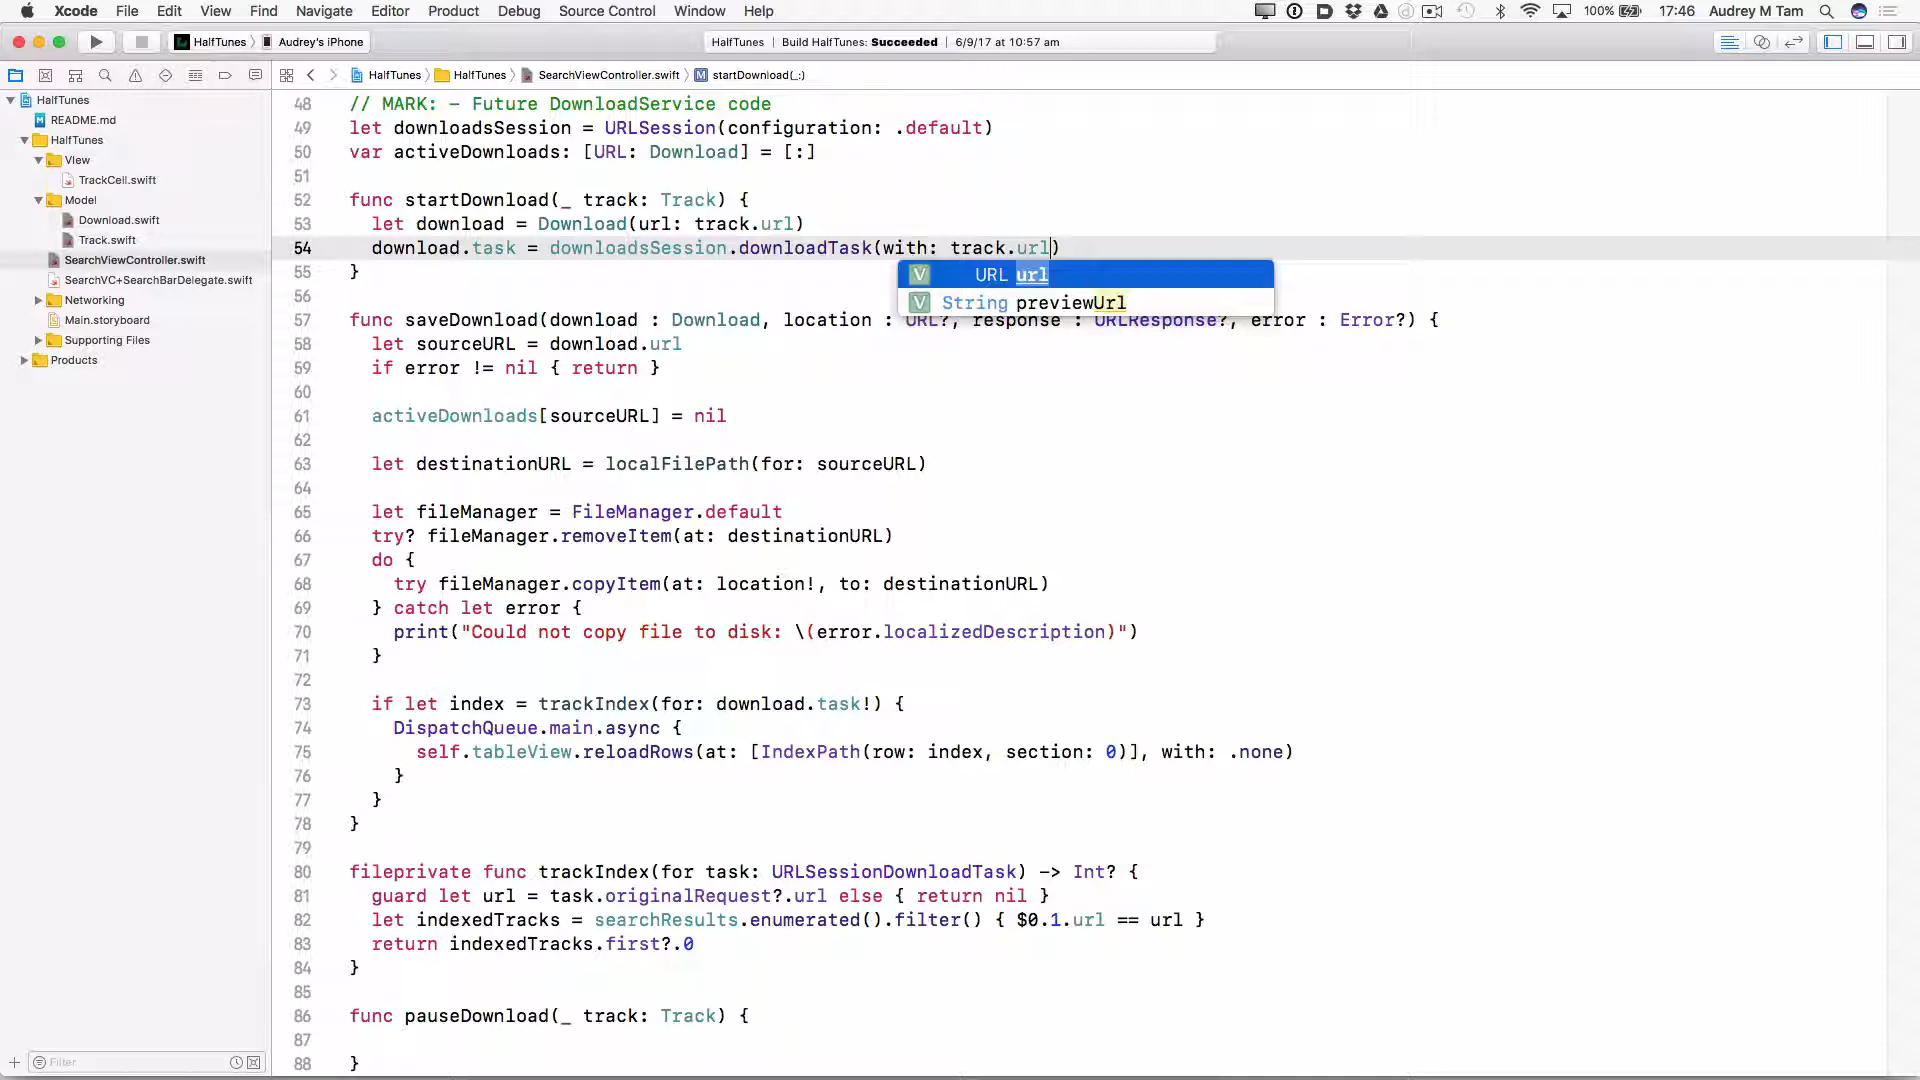 Xcode File Edit View Find Navigate Editor Product Debug Source Control Window Help 100% 17:46 Audrey M Tam
HalfTunes Audrey's iPhone HalfTunes Build HalfTunes: Succeeded 6/9/17 at 10:57 am
HalfTunes HalfTunes SearchViewController.swift M startDownload(_:)
HalfTunes
README.md
HalfTunes
View
TrackCell.swift
Model
Download.swift
Track.swift
SearchViewController.swift
SearchVC+SearchBarDelegate.swift
Networking
Main.storyboard
Supporting Files
Products
Filter
48 // MARK: - Future DownloadService code
49 let downloadsSession = URLSession(configuration: .default)
50 var activeDownloads: [URL: Download] = [:]
51
52 func startDownload(_ track: Track) {
53 let download = Download(url: track.url)
54 download.task = downloadsSession.downloadTask(with: track.url)
55 }
V URL url
V String previewUrl
56
57 func saveDownload(download : Download, location : URL?, response : URLResponse?, error : Error?) {
58 let sourceURL = download.url
59 if error != nil { return }
60
61 activeDownloads[sourceURL] = nil
62
63 let destinationURL = localFilePath(for: sourceURL)
64
65 let fileManager = FileManager.default
66 try? fileManager.removeItem(at: destinationURL)
67 do {
68 try fileManager.copyItem(at: location!, to: destinationURL)
69 } catch let error {
70 print("Could not copy file to disk: \(error.localizedDescription)")
71 }
72
73 if let index = trackIndex(for: download.task!) {
74 DispatchQueue.main.async {
75 self.tableView.reloadRows(at: [IndexPath(row: index, section: 0)], with: .none)
76 }
77 }
78 }
79
80 fileprivate func trackIndex(for task: URLSessionDownloadTask) -> Int? {
81 guard let url = task.originalRequest?.url else { return nil }
82 let indexedTracks = searchResults.enumerated().filter() { $0.1.url == url }
83 return indexedTracks.first?.0
84 }
85
86 func pauseDownload(_ track: Track) {
87
88 }